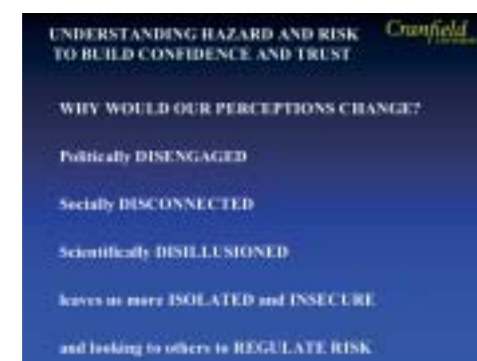 UNDERSTANDING HAZARD AND RISK
TO BUILD CONFIDENCE AND TRUST
Cranfield
WHY WOULD OUR PERCEPTIONS CHANGE?
Politically DISENGAGED
Socially DISCONNECTED
Scientifically DISILLUSIONED
leaves us more ISOLATED and INSECURE
and looking to others to REGULATE RISK